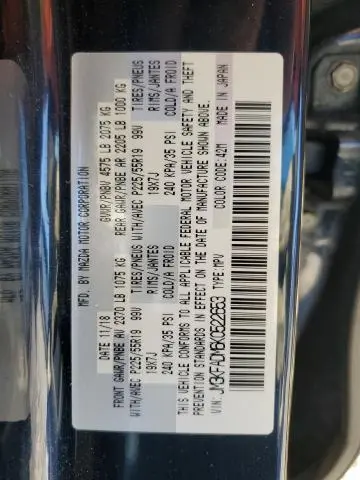 MFD. BY MAZDA MOTOR CORPORATION
DATE: 11/18 GVWR/PNBV 4575 LB 2075 KG
FRONT GAWR/PNBE AV 2370 LB 1075 KG REAR GAWR/PNBE AR 2205 LB 1000 KG
WITH/AVEC P225/55R19 99V TIRES/PNEUS WITH/AVEC P225/55R19 99V TIRES/PNEUS
19X7J RIMS/JANTES 19X7J RIMS/JANTES
240 KPA/35 PSI COLD/A FROID 240 KPA/35 PSI COLD/A FROID
THIS VEHICLE CONFORMS TO ALL APPLICABLE FEDERAL MOTOR VEHICLE SAFETY AND THEFT
PREVENTION STANDARDS IN EFFECT ON THE DATE OF MANUFACTURE SHOWN ABOVE.
TYPE:MPV COLOR CODE:42M MADE IN JAPAN